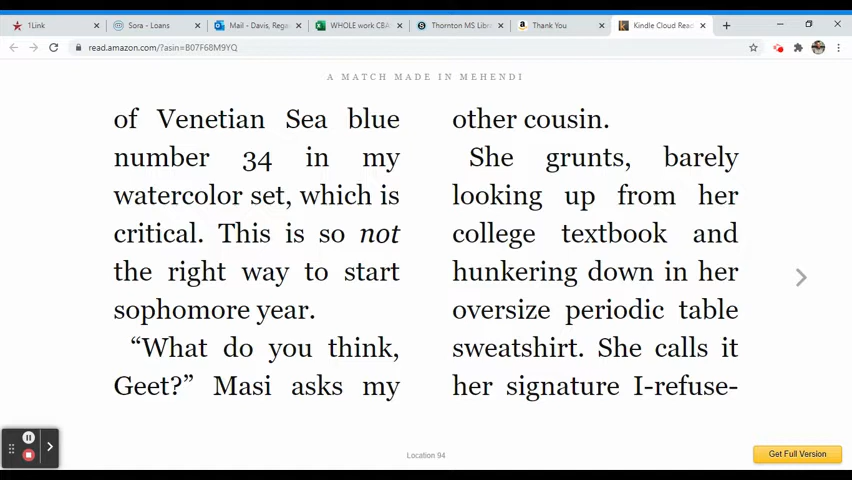 1Link
Sora - Loans
Mail - Davis, Rega
WHOLE work CBA
Thornton MS Libr
Thank You
Kindle Cloud Read
read.amazon.com/?asin=B07F68M9YQ
A MATCH MADE IN MEHENDI
of Venetian Sea blue
number 34 in my
watercolor set, which is
critical. This is so not
the right way to start
sophomore year.
“What do you think,
Geet?” Masi asks my
other cousin.
She grunts, barely
looking up from her
college textbook and
hunkering down in her
oversize periodic table
sweatshirt. She calls it
her signature I-refuse-
Location 94
Get Full Version